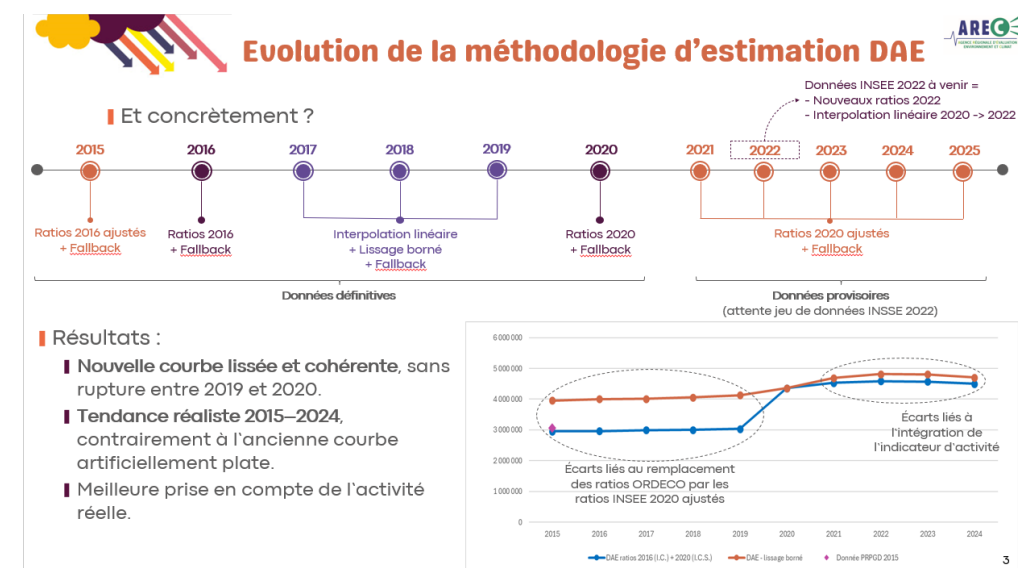 Evolution de la méthodologie d'estimation DAE
AREC
AGENCE RÉGIONALE D'ÉVALUATION
ENVIRONNEMENT ET CLIMAT
Données INSEE 2022 à venir =
- Nouveaux ratios 2022
- Interpolation linéaire 2020 -> 2022
Et concrètement ?
2015 2016 2017 2018 2019 2020 2021 2022 2023 2024 2025
Ratios 2016 ajustés
+ Fallback
Ratios 2016
+ Fallback
Interpolation linéaire
+ Lissage borné
+ Fallback
Ratios 2020
+ Fallback
Ratios 2020 ajustés
+ Fallback
Données définitives
Données provisoires
(attente jeu de données INSSE 2022)
Résultats :
Nouvelle courbe lissée et cohérente, sans
rupture entre 2019 et 2020.
Tendance réaliste 2015–2024,
contrairement à l'ancienne courbe
artificiellement plate.
Meilleure prise en compte de l'activité
réelle.
6 000 000
5 000 000
4 000 000
3 000 000
2 000 000
1 000 000
0
Écarts liés au remplacement
des ratios ORDECO par les
ratios INSEE 2020 ajustés
Écarts liés à
l'intégration de
l'indicateur d'activité
2015 2016 2017 2018 2019 2020 2021 2022 2023 2024
DAE ratios 2016 (I.C.) + 2020 (I.C.S.) DAE - lissage borné Donnée PRPGD 2015
3